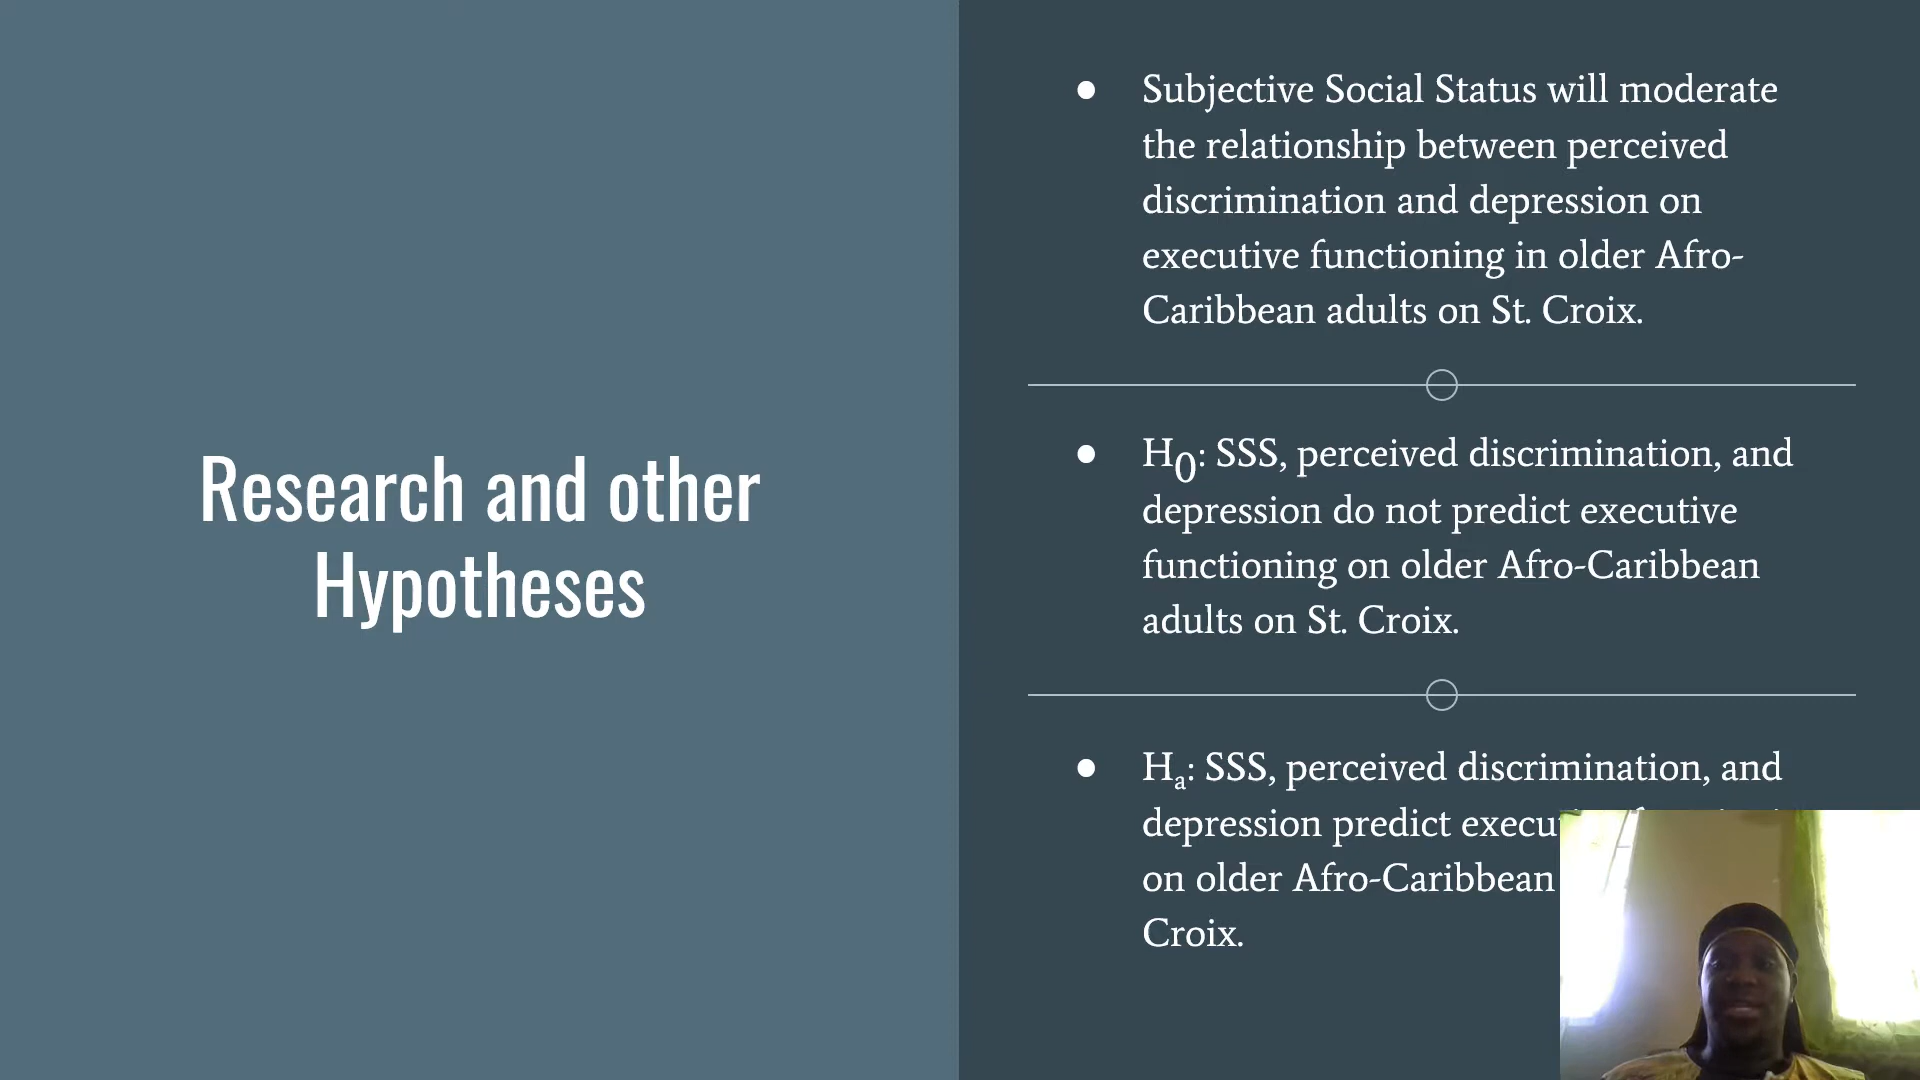 Research and other
Hypotheses
● Subjective Social Status will moderate
the relationship between perceived
discrimination and depression on
executive functioning in older Afro-
Caribbean adults on St. Croix.
● H0: SSS, perceived discrimination, and
depression do not predict executive
functioning on older Afro-Caribbean
adults on St. Croix.
● Ha: SSS, perceived discrimination, and
depression predict
on older Afro-Caribbean
Croix.